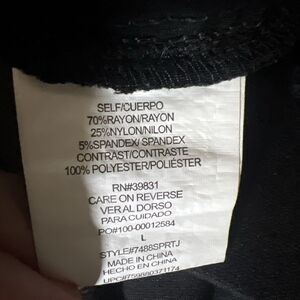 SELF/CUERPO
70%RAYON/RAYON
25%NYLON/NILON
5%SPANDEX/ SPANDEX
CONTRAST/CONTRASTE
100% POLYESTER/POLIÉSTER
RN#39831
CARE ON REVERSE
VER AL DORSO
PARA CUIDADO
PO#100-00012584
L
STYLE#7488SPRTJ
MADE IN CHINA
HECHO EN CHINA